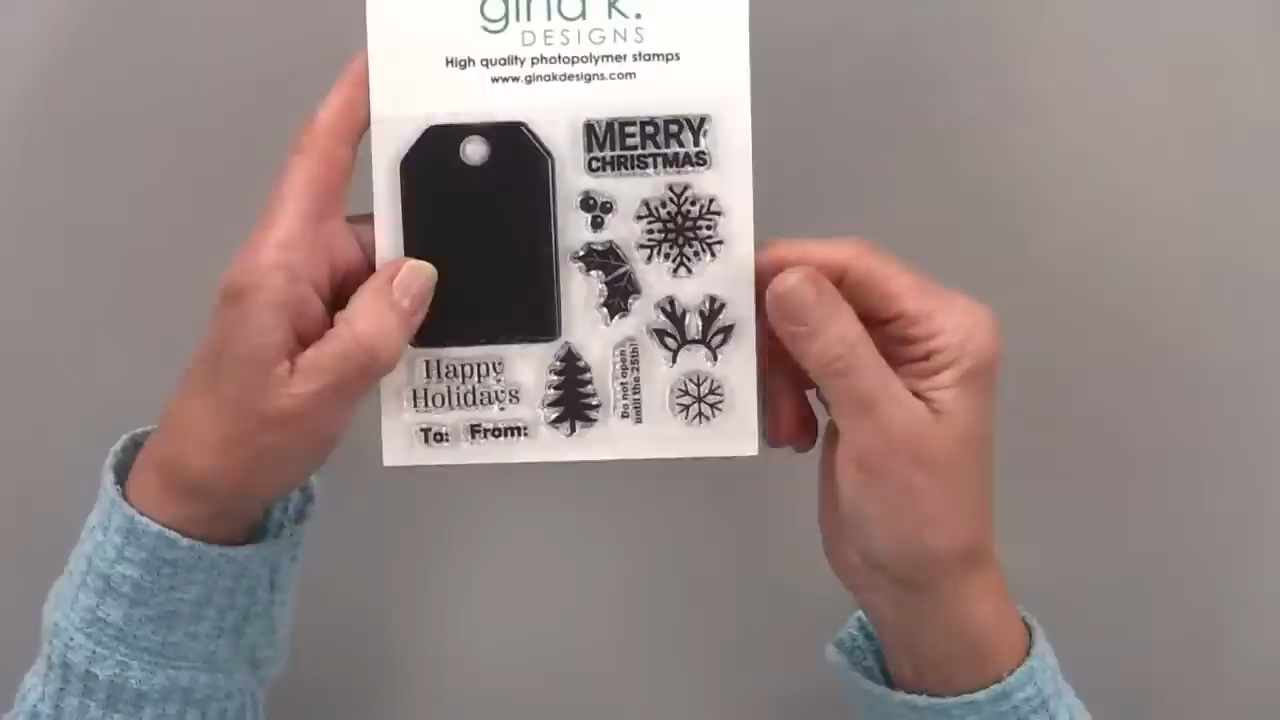 gina k.
DESIGNS
High quality photopolymer stamps
www.ginakdesigns.com
MERRY
CHRISTMAS
Happy
Holidays
Do not open
until the 25th!
To: From: